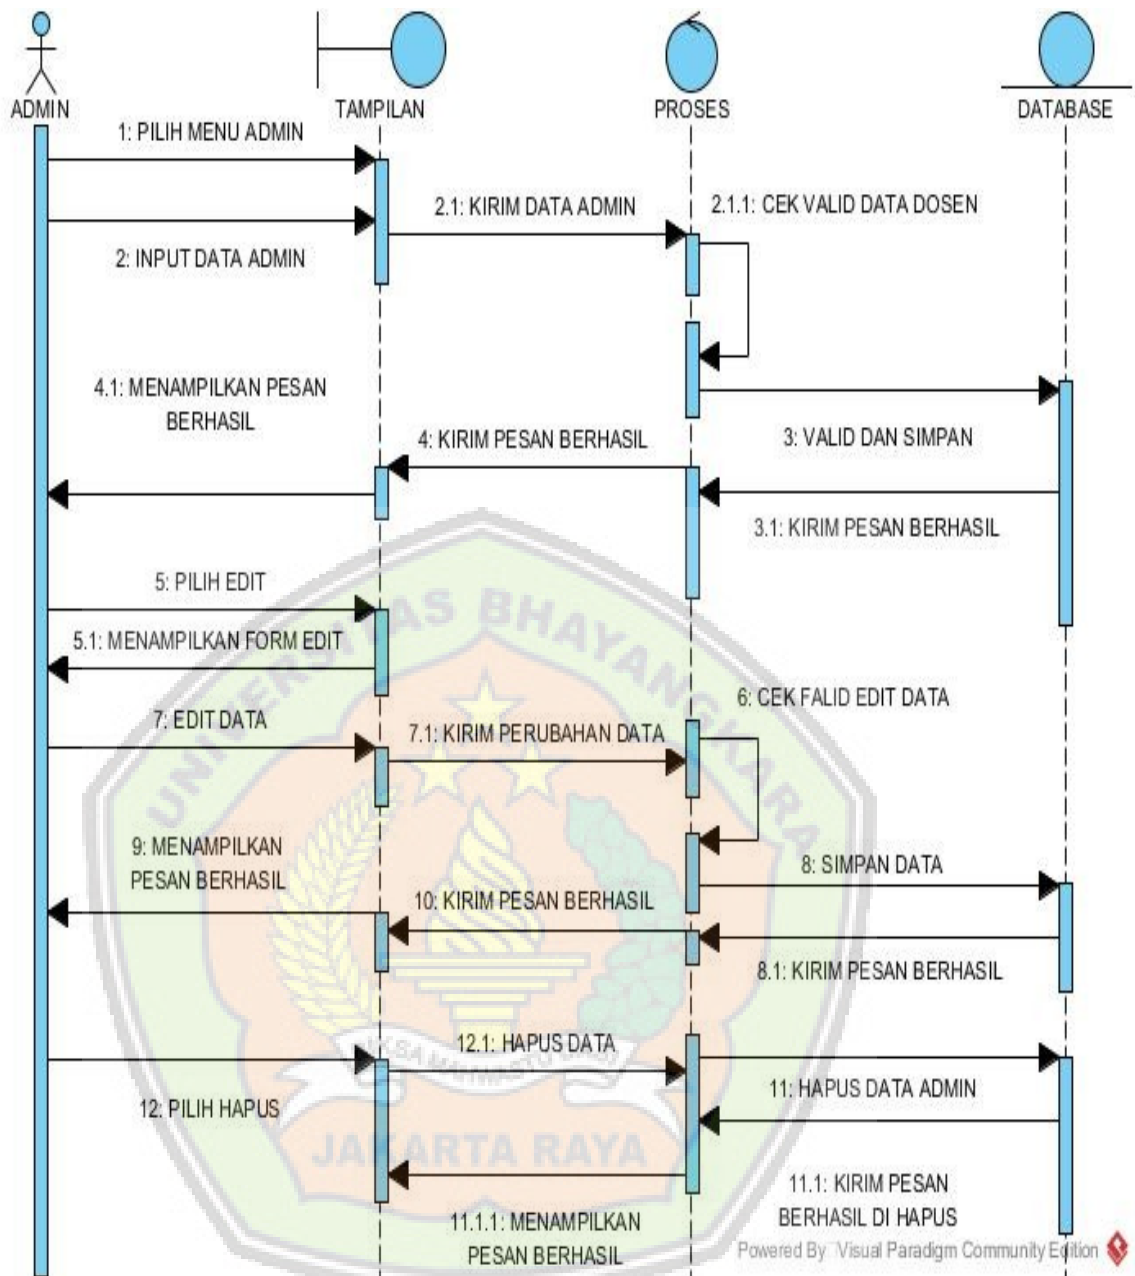 ADMIN
TAMPILAN
PROSES
DATABASE
1: PILIH MENU ADMIN
2.1: KIRIM DATA ADMIN
2.1.1: CEK VALID DATA DOSEN
2: INPUT DATA ADMIN
4.1: MENAMPILKAN PESAN
BERHASIL
4: KIRIM PESAN BERHASIL
3: VALID DAN SIMPAN
3.1: KIRIM PESAN BERHASIL
5: PILIH EDIT
5.1: MENAMPILKAN FORM EDIT
6: CEK FALID EDIT DATA
7: EDIT DATA
7.1: KIRIM PERUBAHAN DATA
9: MENAMPILKAN
PESAN BERHASIL
8: SIMPAN DATA
10: KIRIM PESAN BERHASIL
8.1: KIRIM PESAN BERHASIL
12.1: HAPUS DATA
11: HAPUS DATA ADMIN
12: PILIH HAPUS
11.1: KIRIM PESAN
BERHASIL DI HAPUS
11.1.1: MENAMPILKAN
PESAN BERHASIL
UNIVERSITAS BHAYANGKARA
MAHWASTU
JAKARTA RAYA
Powered By Visual Paradigm Community Edition